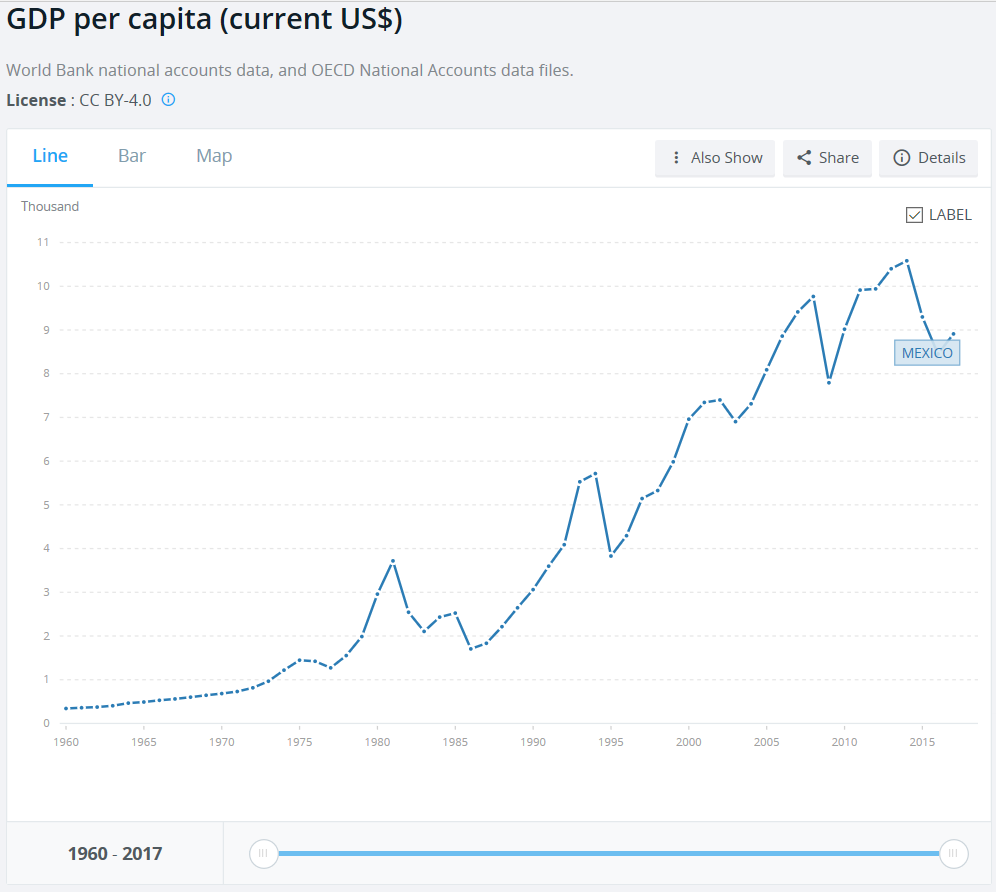 GDP per capita (current US$)
World Bank national accounts data, and OECD National Accounts data files.
License : CC BY-4.0
Line Bar Map Also Show Share Details
Thousand
LABEL
11
10
9
8
7
6
5
4
3
2
1
0
MEXICO
1960 1965 1970 1975 1980 1985 1990 1995 2000 2005 2010 2015
1960 - 2017